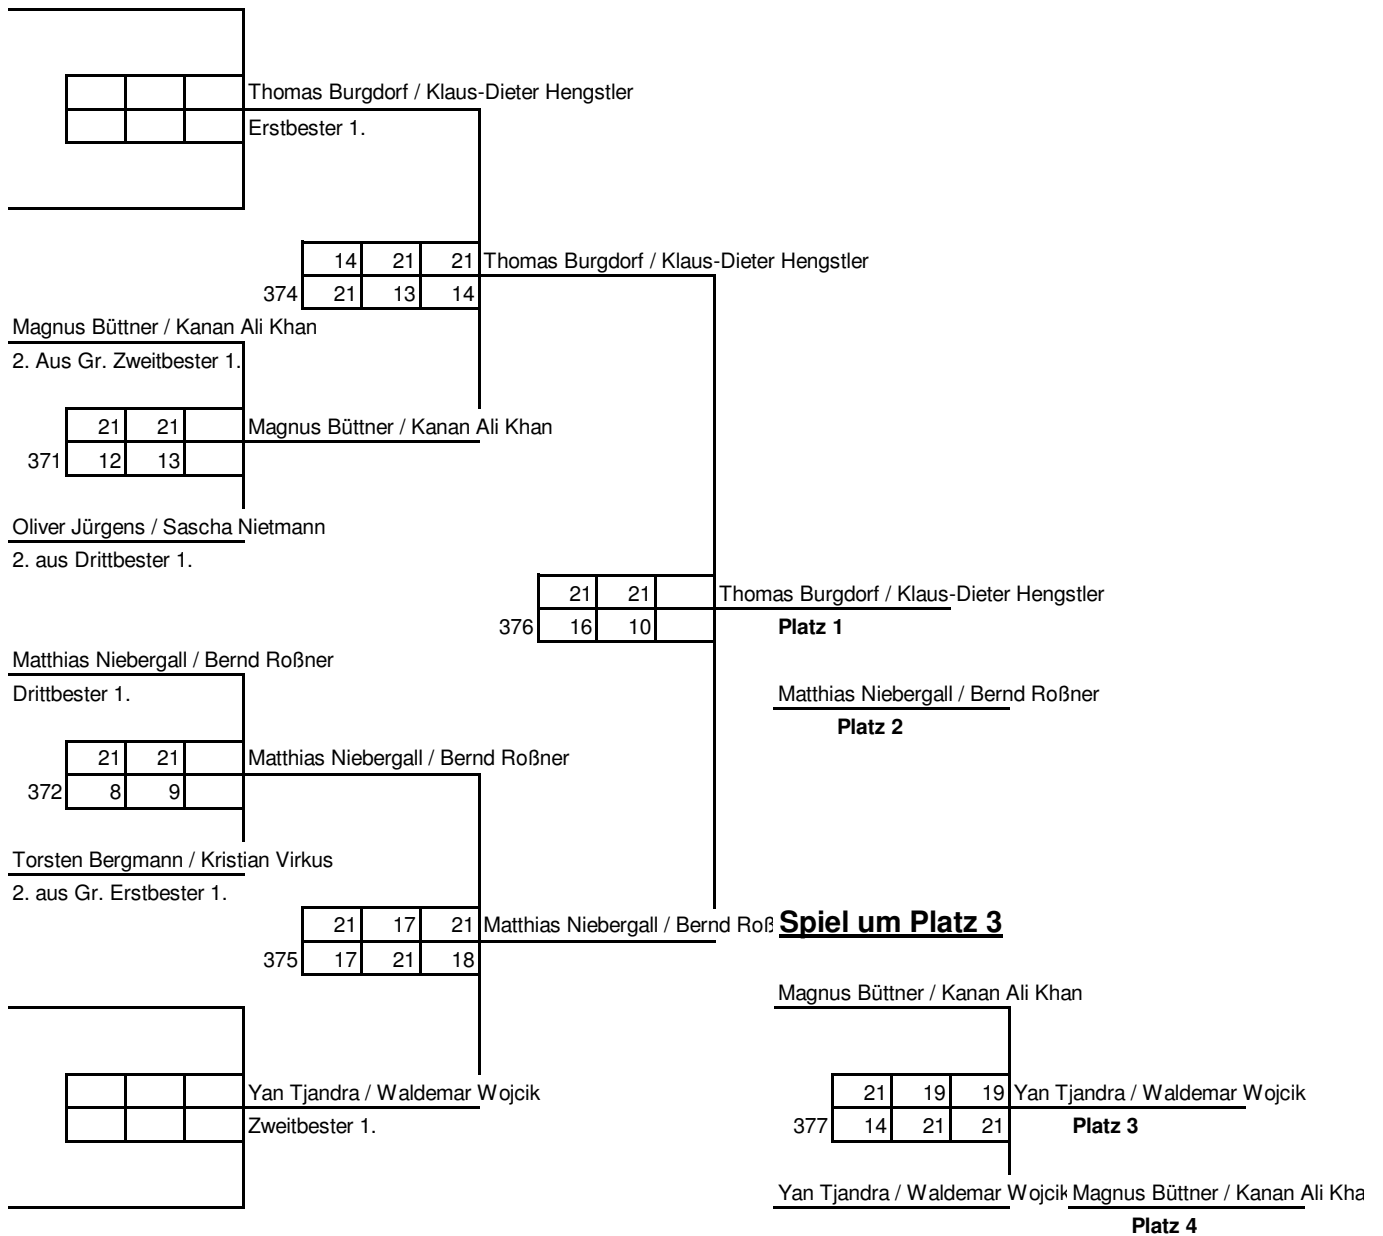 Thomas Burgdorf / Klaus-Dieter Hengstler
Erstbester 1.
14 21 21 Thomas Burgdorf / Klaus-Dieter Hengstler
374 21 13 14
Magnus Büttner / Kanan Ali Khan
2. Aus Gr. Zweitbester 1.
21 21 Magnus Büttner / Kanan Ali Khan
371 12 13
Oliver Jürgens / Sascha Nietmann
2. aus Drittbester 1.
21 21 Thomas Burgdorf / Klaus-Dieter Hengstler
376 16 10 Platz 1
Matthias Niebergall / Bernd Roßner
Drittbester 1. Matthias Niebergall / Bernd Roßner
Platz 2
21 21 Matthias Niebergall / Bernd Roßner
372 8 9
Torsten Bergmann / Kristian Virkus
2. aus Gr. Erstbester 1.
21 17 21 Matthias Niebergall / Bernd Roß Spiel um Platz 3
375 17 21 18
Magnus Büttner / Kanan Ali Khan
Yan Tjandra / Waldemar Wojcik 21 19 19 Yan Tjandra / Waldemar Wojcik
Zweitbester 1. 377 14 21 21 Platz 3
Yan Tjandra / Waldemar Wojcik Magnus Büttner / Kanan Ali Kha
Platz 4